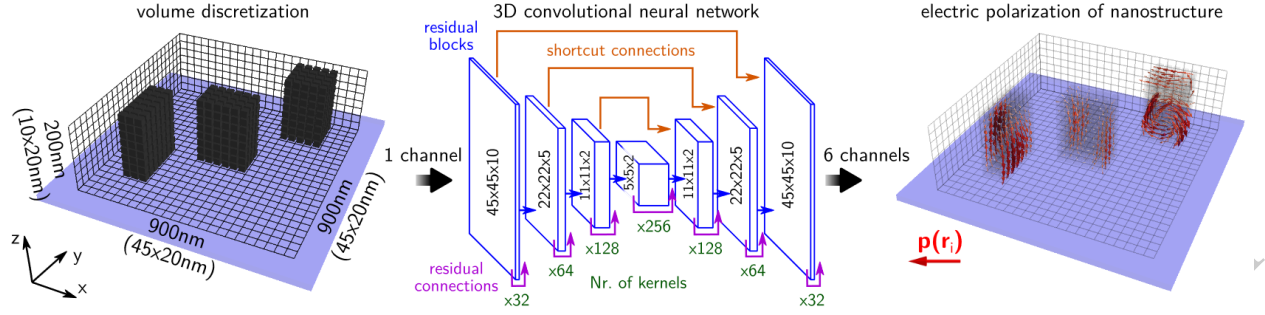 volume discretization
3D convolutional neural network
electric polarization of nanostructure
residual
blocks
shortcut connections
200nm
(10x20nm)
900nm
(45x20nm)
900nm
(45x20nm)
z
y
x
1 channel
45x45x10
22x22x5
11x11x2
5x5x2
11x11x2
22x22x5
45x45x10
6 channels
x32
x64
x128
x256
x128
x64
x32
residual
connections
Nr. of kernels
p(ri)